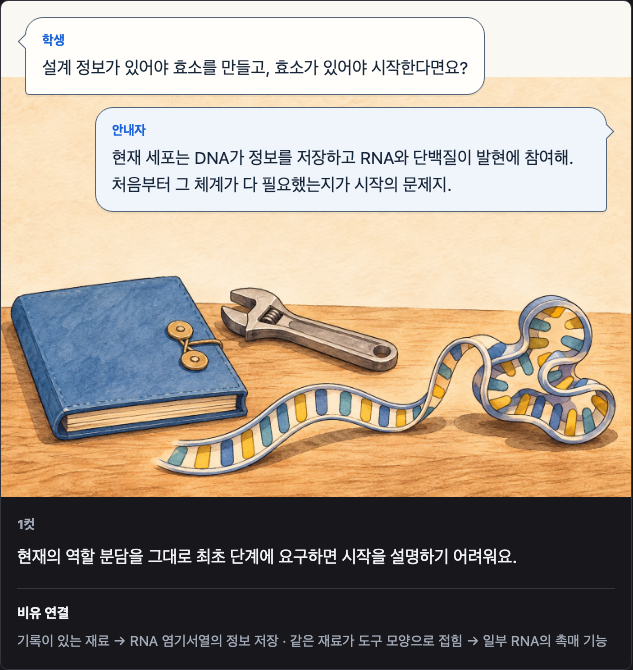 학생
설계 정보가 있어야 효소를 만들고, 효소가 있어야 시작한다면요?
안내자
현재 세포는 DNA가 정보를 저장하고 RNA와 단백질이 발현에 참여해.
처음부터 그 체계가 다 필요했는지가 시작의 문제지.
1컷
현재의 역할 분담을 그대로 최초 단계에 요구하면 시작을 설명하기 어려워요.
비유 연결
기록이 있는 재료 → RNA 염기서열의 정보 저장 · 같은 재료가 도구 모양으로 접힘 → 일부 RNA의 촉매 기능